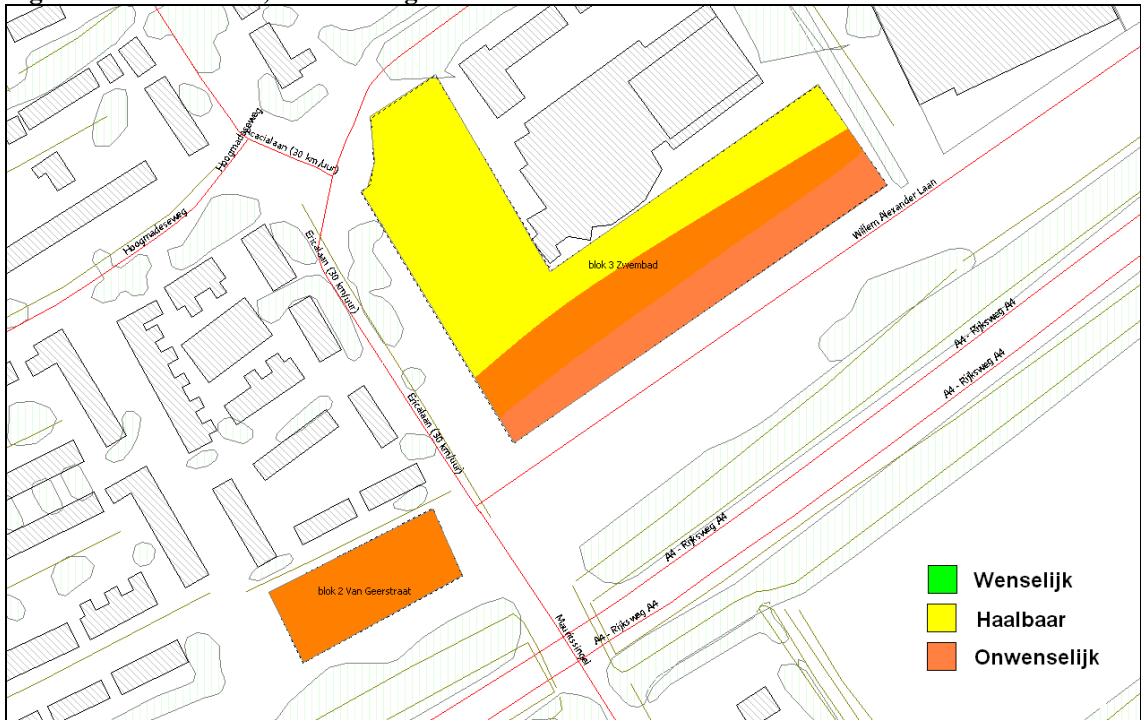 Hoogmadeseweg
Acacialaan (30 km/uur)
Hoogmadeseweg
Ericalaan (30 km/uur)
Willem Alexander Laan
blok 3 Zwembad
A4 - Rijksweg A4
A4 - Rijksweg A4
Ericalaan (30 km/uur)
A4 - Rijksweg A4
blok 2 Van Geerstraat
A4 - Rijksweg A4
Mauritssingel
Wenselijk
Haalbaar
Onwenselijk